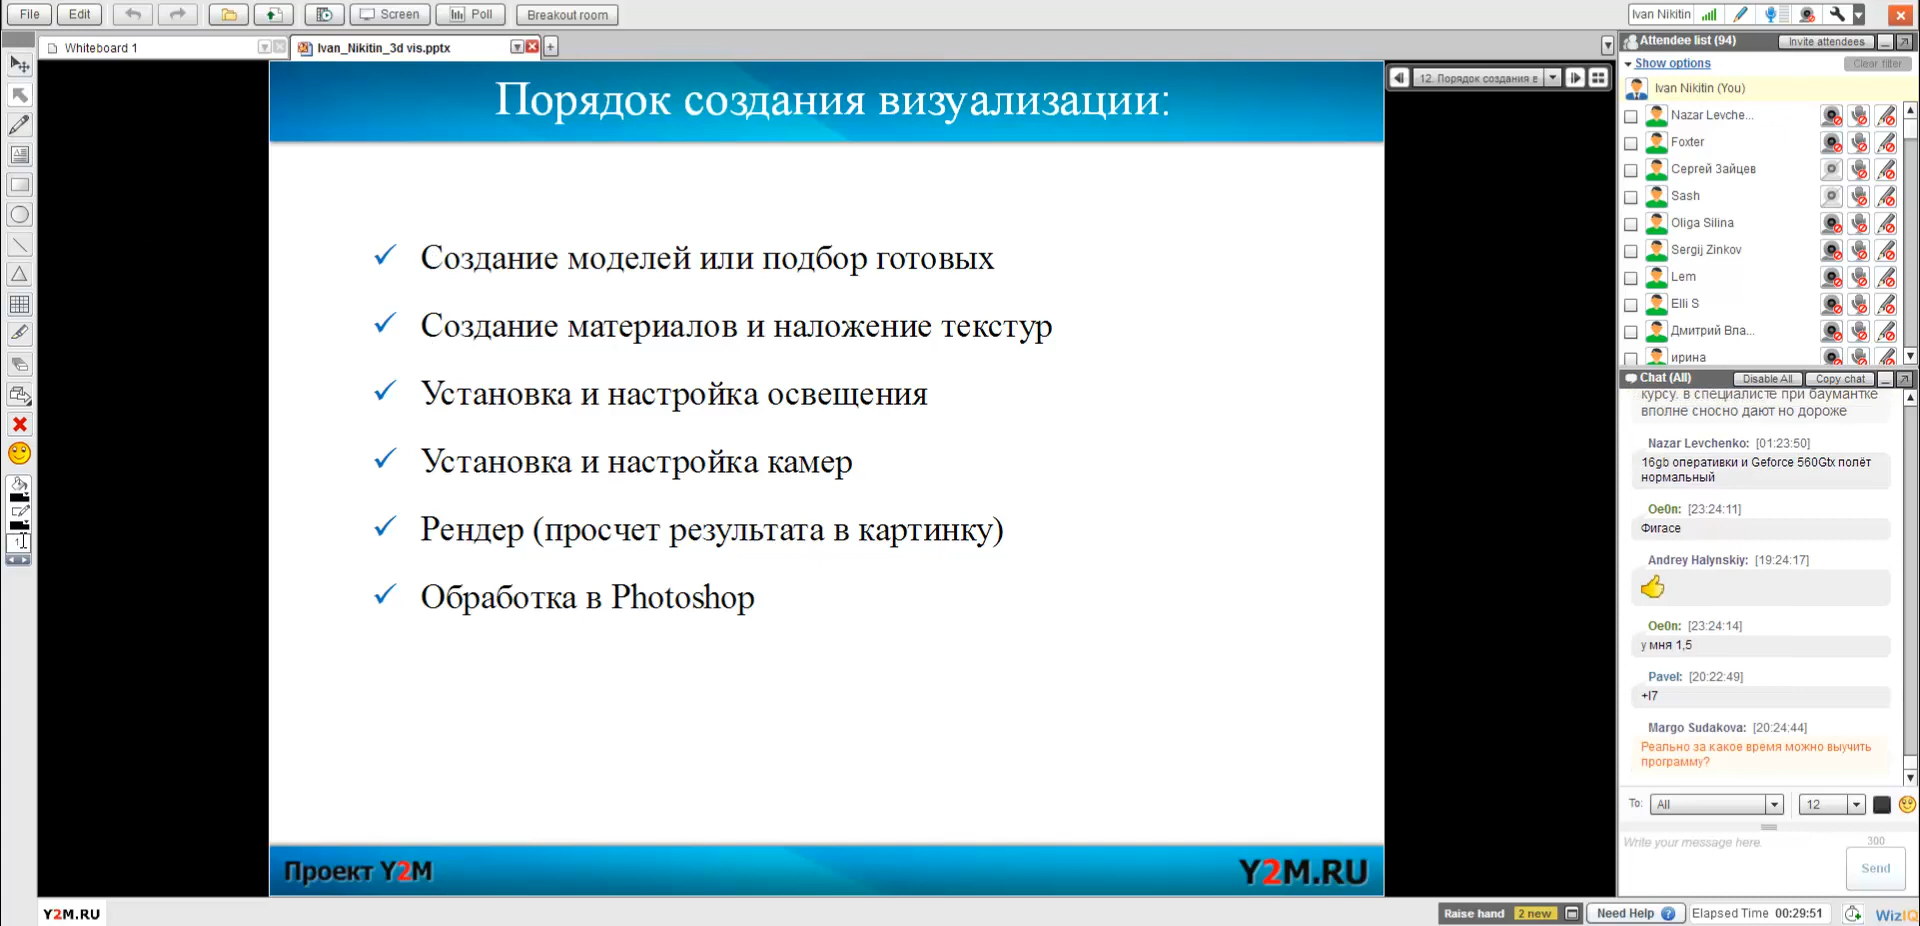 File Edit Screen Poll Breakout room Ivan Nikitin
Whiteboard 1 Ivan_Nikitin_3d vis.pptx
Порядок создания визуализации:
Создание моделей или подбор готовых
Создание материалов и наложение текстур
Установка и настройка освещения
Установка и настройка камер
Рендер (просчет результата в картинку)
Обработка в Photoshop
Проект Y2M
Y2M.RU
12. Порядок создания в
Attendee list (94) Invite attendees
Show options Clear filter
Ivan Nikitin (You)
Nazar Levche...
Foxter
Сергей Зайцев
Sash
Oliga Silina
Sergij Zinkov
Lem
Elli S
Дмитрий Вла...
ирина
Chat (All) Disable All Copy chat
курсу. в специалисте при баумантке
вполне сносно дают но дороже
Nazar Levchenko: [01:23:50]
16gb оперативки и Geforce 560Gtx полёт
нормальный
Oe0n: [23:24:11]
Фигасе
Andrey Halynskiy: [19:24:17]
Oe0n: [23:24:14]
у мня 1,5
Pavel: [20:22:49]
+I7
Margo Sudakova: [20:24:44]
Реально за какое время можно выучить
программу?
To: All 12
Write your message here.
300
Send
Y2M.RU
Raise hand 2 new Need Help ? Elapsed Time 00:29:51 WizIQ